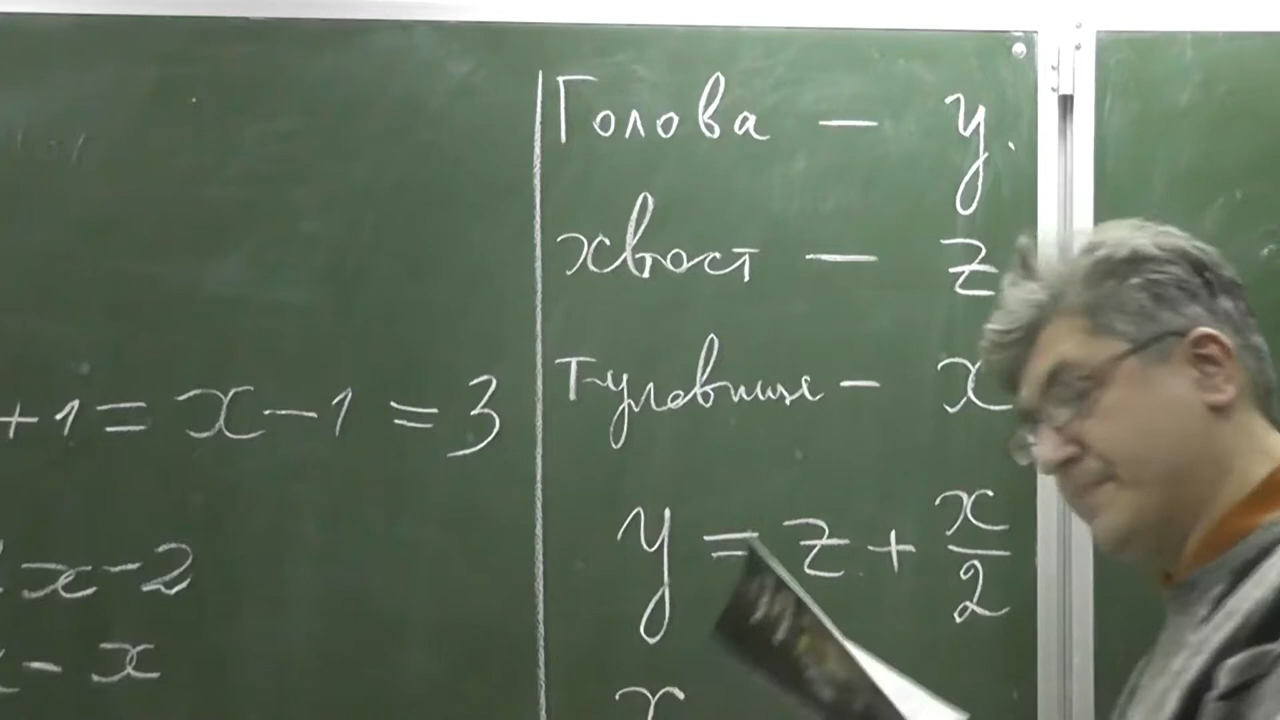 +1 = x - 1 = 3
x - 2
- x
Голова — y.
хвост — z
туловище — x
y = z + x/2
x